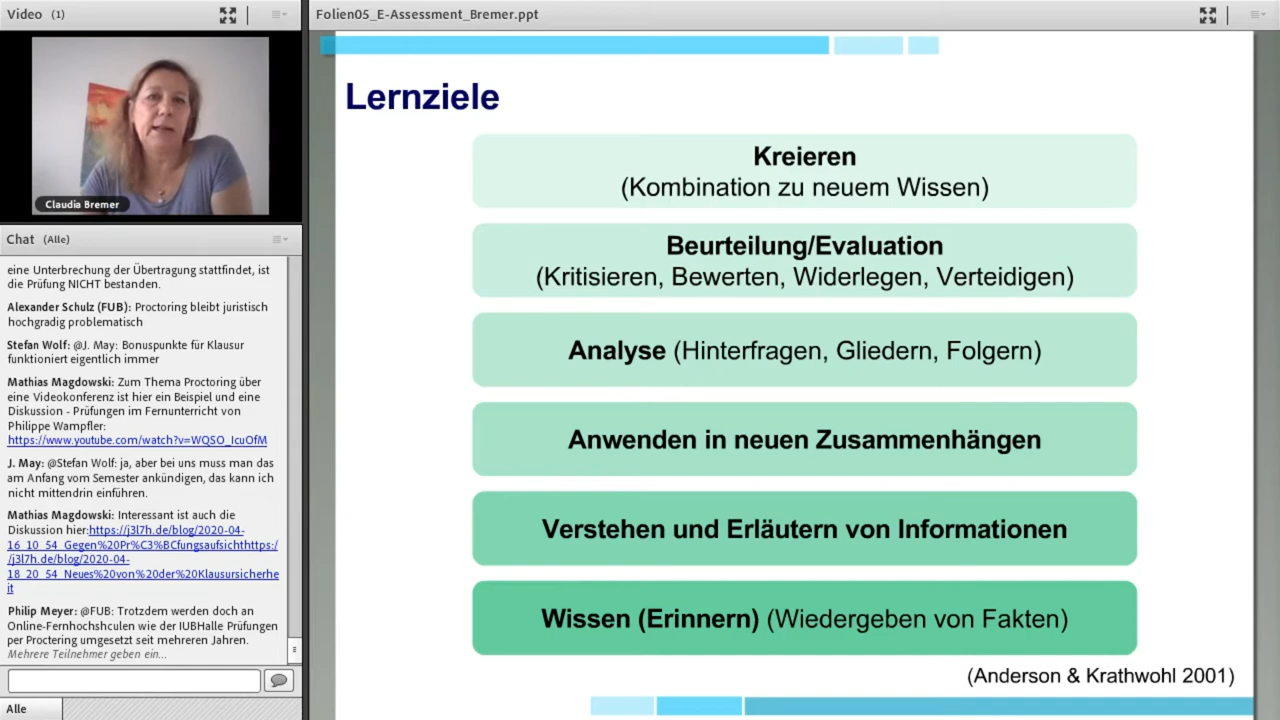 Video (1)
Claudia Bremer
Chat (Alle)
eine Unterbrechung der Übertragung stattfindet, ist
die Prüfung NICHT bestanden.
Alexander Schulz (FUB): Proctoring bleibt juristisch
hochgradig problematisch
Stefan Wolf: @J. May: Bonuspunkte für Klausur
funktioniert eigentlich immer
Mathias Magdowski: Zum Thema Proctoring über
eine Videokonferenz ist hier ein Beispiel und eine
Diskussion - Prüfungen im Fernunterricht von
Philippe Wampfler:
https://www.youtube.com/watch?v=WQSO_IcuOfM
J. May: @Stefan Wolf: ja, aber bei uns muss man das
am Anfang vom Semester ankündigen, das kann ich
nicht mittendrin einführen.
Mathias Magdowski: Interessant ist auch die
Diskussion hier:https://j3l7h.de/blog/2020-04-
16_10_54_Gegen%20Pr%C3%BCfungsaufsichthttps:/
/j3l7h.de/blog/2020-04-
18_20_54_Neues%20von%20der%20Klausursicherhe
it
Philip Meyer: @FUB: Trotzdem werden doch an
Online-Fernhochshculen wie der IUBHalle Prüfungen
per Proctering umgesetzt seit mehreren Jahren.
Mehrere Teilnehmer geben ein...
Alle
Folien05_E-Assessment_Bremer.ppt
Lernziele
Kreieren
(Kombination zu neuem Wissen)
Beurteilung/Evaluation
(Kritisieren, Bewerten, Widerlegen, Verteidigen)
Analyse (Hinterfragen, Gliedern, Folgern)
Anwenden in neuen Zusammenhängen
Verstehen und Erläutern von Informationen
Wissen (Erinnern) (Wiedergeben von Fakten)
(Anderson & Krathwohl 2001)